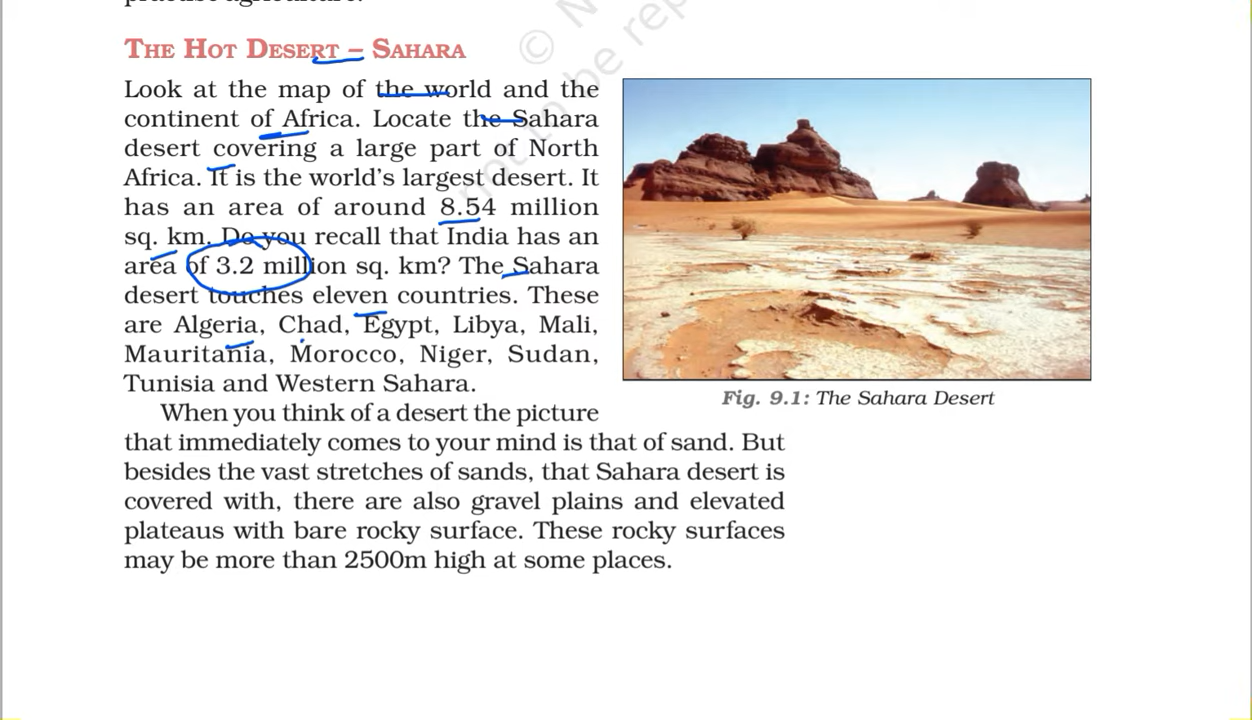 practise agriculture.
THE HOT DESERT – SAHARA
Look at the map of the world and the
continent of Africa. Locate the Sahara
desert covering a large part of North
Africa. It is the world's largest desert. It
has an area of around 8.54 million
sq. km. Do you recall that India has an
area of 3.2 million sq. km? The Sahara
desert touches eleven countries. These
are Algeria, Chad, Egypt, Libya, Mali,
Mauritania, Morocco, Niger, Sudan,
Tunisia and Western Sahara.
Fig. 9.1: The Sahara Desert
When you think of a desert the picture
that immediately comes to your mind is that of sand. But
besides the vast stretches of sands, that Sahara desert is
covered with, there are also gravel plains and elevated
plateaus with bare rocky surface. These rocky surfaces
may be more than 2500m high at some places.
© N
not to be rep